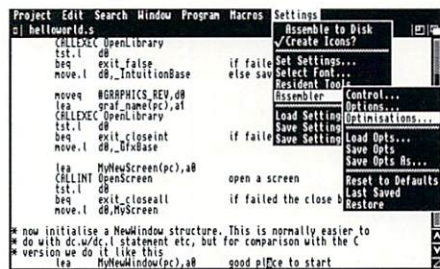 Project Edit Search Window Program Macros Settings
helloworld.s
CALLEXEC OpenLibrary
tst.l d0
beq exit_false if faile
move.l d0,_IntuitionBase else sav
moveq #GRAPHICS_REV,d0
lea graf_name(pc),a1
CALLEXEC OpenLibrary
tst.l d0
beq exit_closeint if faile
move.l d0,_GfxBase
lea MyNewScreen(pc),a0
CALLINT OpenScreen open a screen
tst.l d0
beq exit_closeall if failed the close b
move.l d0,MyScreen
* now initialise a NewWindow structure. This is normally easier to
* do with dc.w/dc.l statement etc, but for comparison with the C
* version we do it like this
lea MyNewWindow(pc),a0 good place to start
Assemble to Disk
✓Create Icons?
Set Settings...
Select Font...
Resident Tools
Assembler
Load Setting
Save Setting
Save Setting
Control...
Options...
Optimisations...
Load Opts...
Save Opts
Save Opts As...
Reset to Defaults
Last Saved
Restore